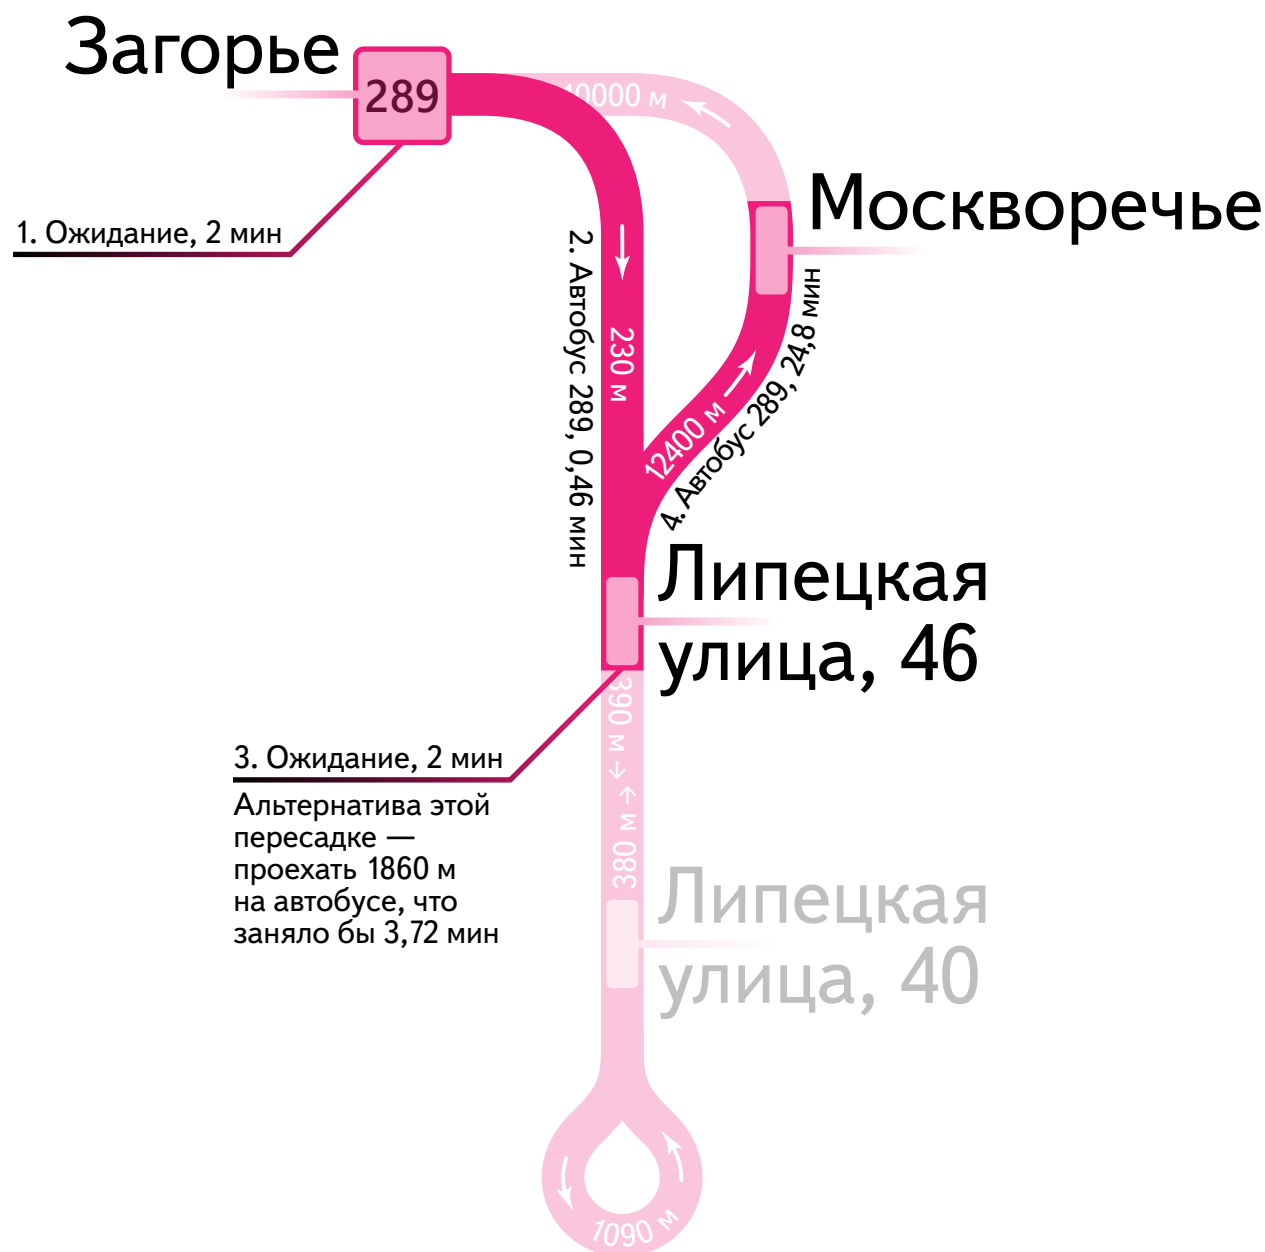 Загорье
289
10000 м
Москворечье
1. Ожидание, 2 мин
2. Автобус 289, 0,46 мин
230 м
12400 м
4. Автобус 289, 24,8 мин
Липецкая
улица, 46
390 м
380 м
3. Ожидание, 2 мин
Альтернатива этой
пересадке —
проехать 1860 м
на автобусе, что
заняло бы 3,72 мин
Липецкая
улица, 40
1090 м